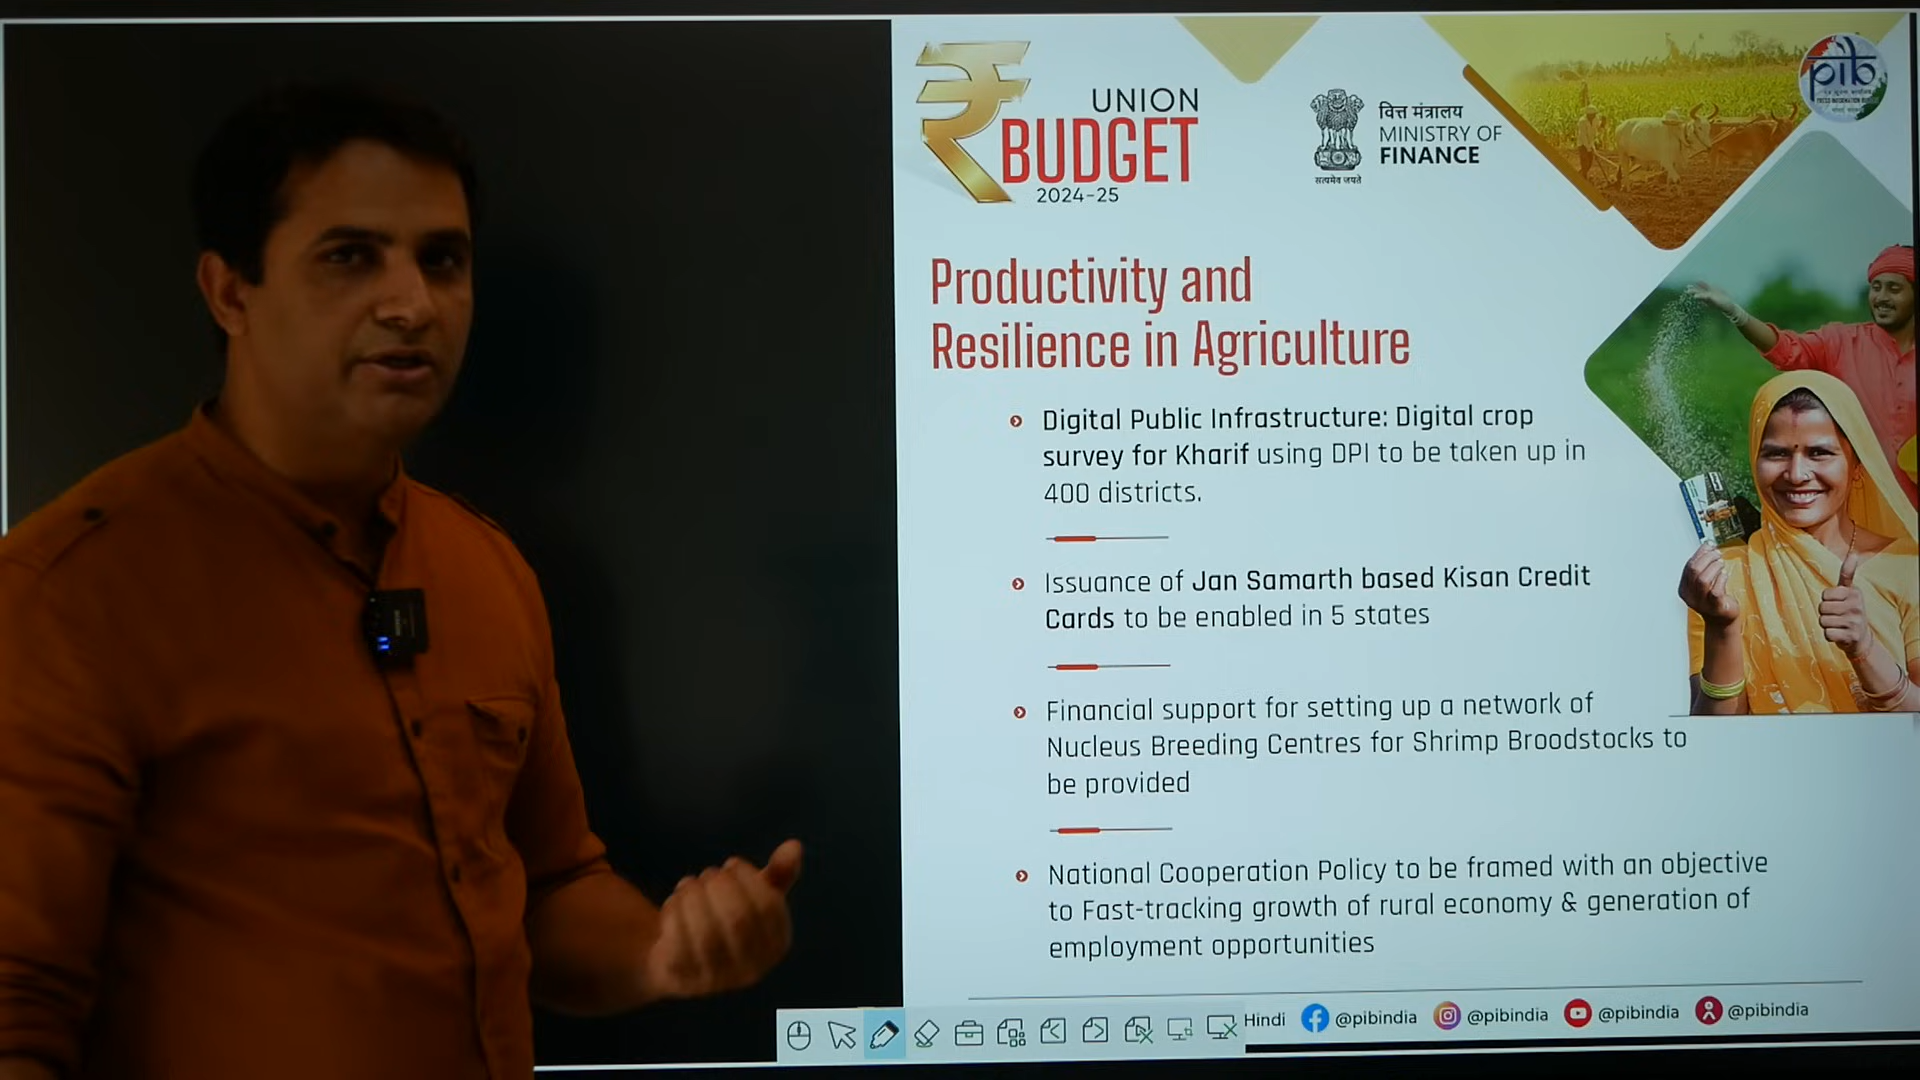 UNION
BUDGET
2024-25
वित्त मंत्रालय
MINISTRY OF
FINANCE
सत्यमेव जयते
pib
Productivity and
Resilience in Agriculture
Digital Public Infrastructure: Digital crop
survey for Kharif using DPI to be taken up in
400 districts.
Issuance of Jan Samarth based Kisan Credit
Cards to be enabled in 5 states
Financial support for setting up a network of
Nucleus Breeding Centres for Shrimp Broodstocks to
be provided
National Cooperation Policy to be framed with an objective
to Fast-tracking growth of rural economy & generation of
employment opportunities
Hindi @pibindia @pibindia @pibindia @pibindia